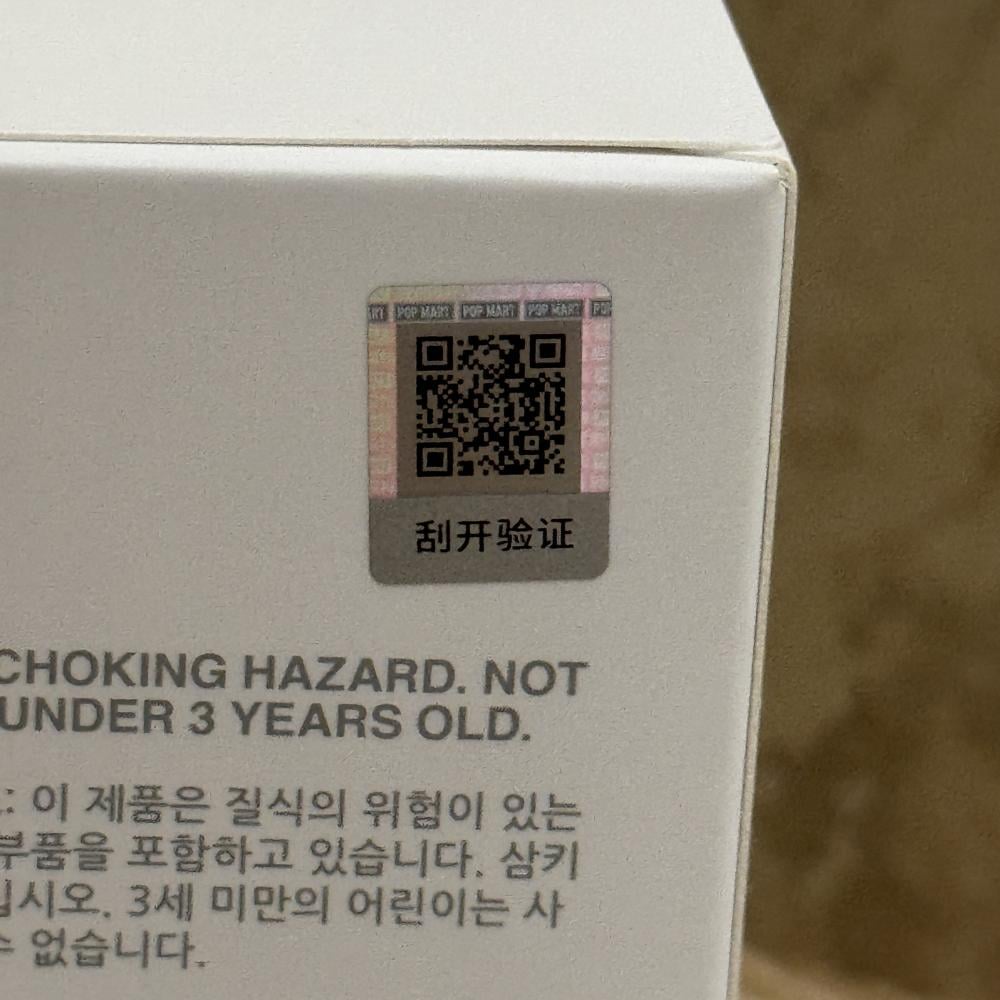 POP MART POP MART POP MART
刮开验证
CHOKING HAZARD. NOT
UNDER 3 YEARS OLD.
이 제품은 질식의 위험이 있는
부품을 포함하고 있습니다. 삼키
십시오. 3세 미만의 어린이는 사
수 없습니다.